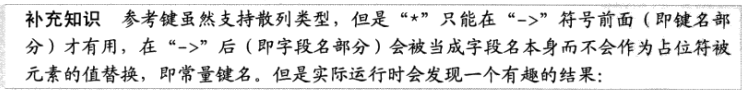 补充知识　参考键虽然支持散列类型，但是“*”只能在“->”符号前面（即键名部
分）才有用，在“->”后（即字段名部分）会被当成字段名本身而不会作为占位符被
元素的值替换，即常量键名。但是实际运行时会发现一个有趣的结果：